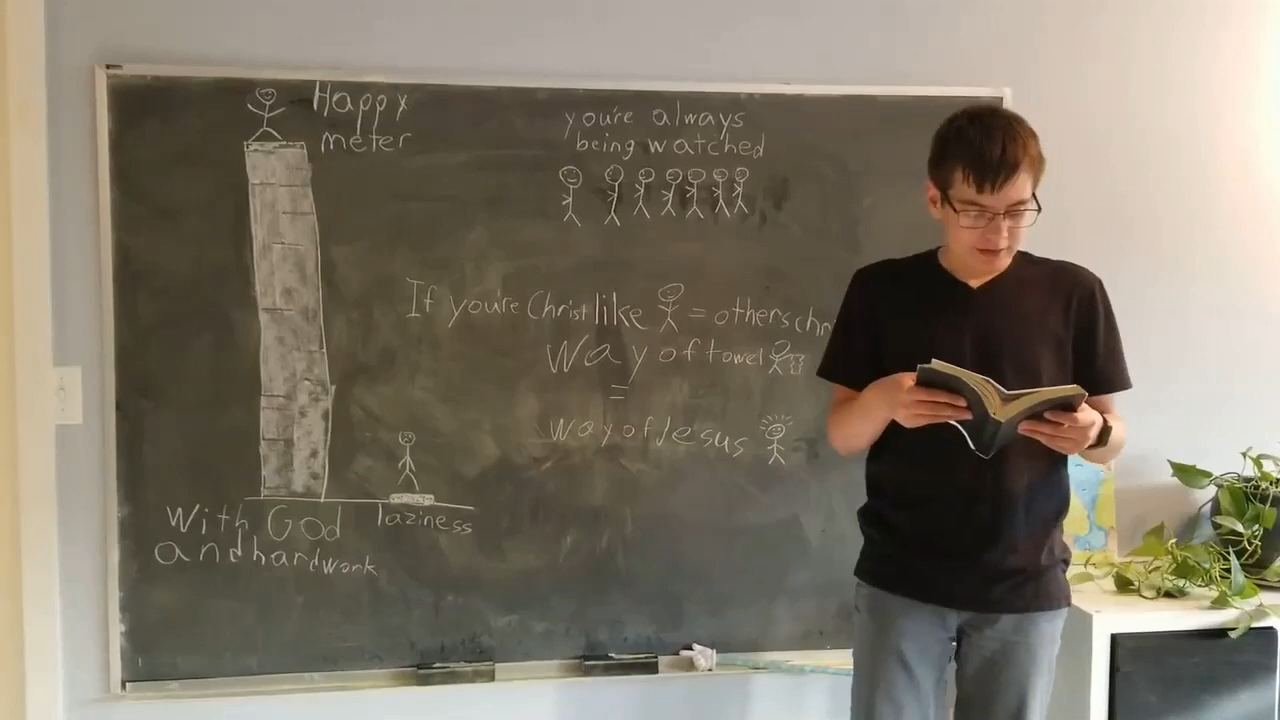 Happy
meter
you're always
being watched
If you're Christ like = others chr
way of towel
=
way of Jesus
With God
and hard work
laziness